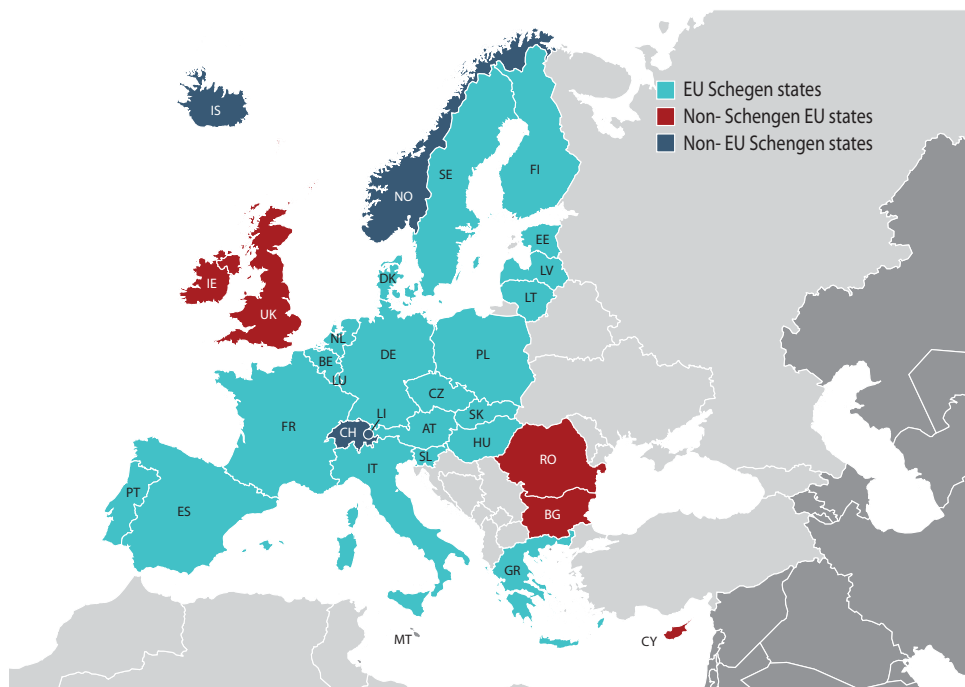 EU Schegen states
Non- Schengen EU states
Non- EU Schengen states
IS
NO
SE
FI
EE
LV
LT
DK
IE
UK
NL
BE
LU
DE
PL
CZ
SK
LI
CH
AT
HU
FR
SL
IT
RO
BG
PT
ES
GR
MT
CY